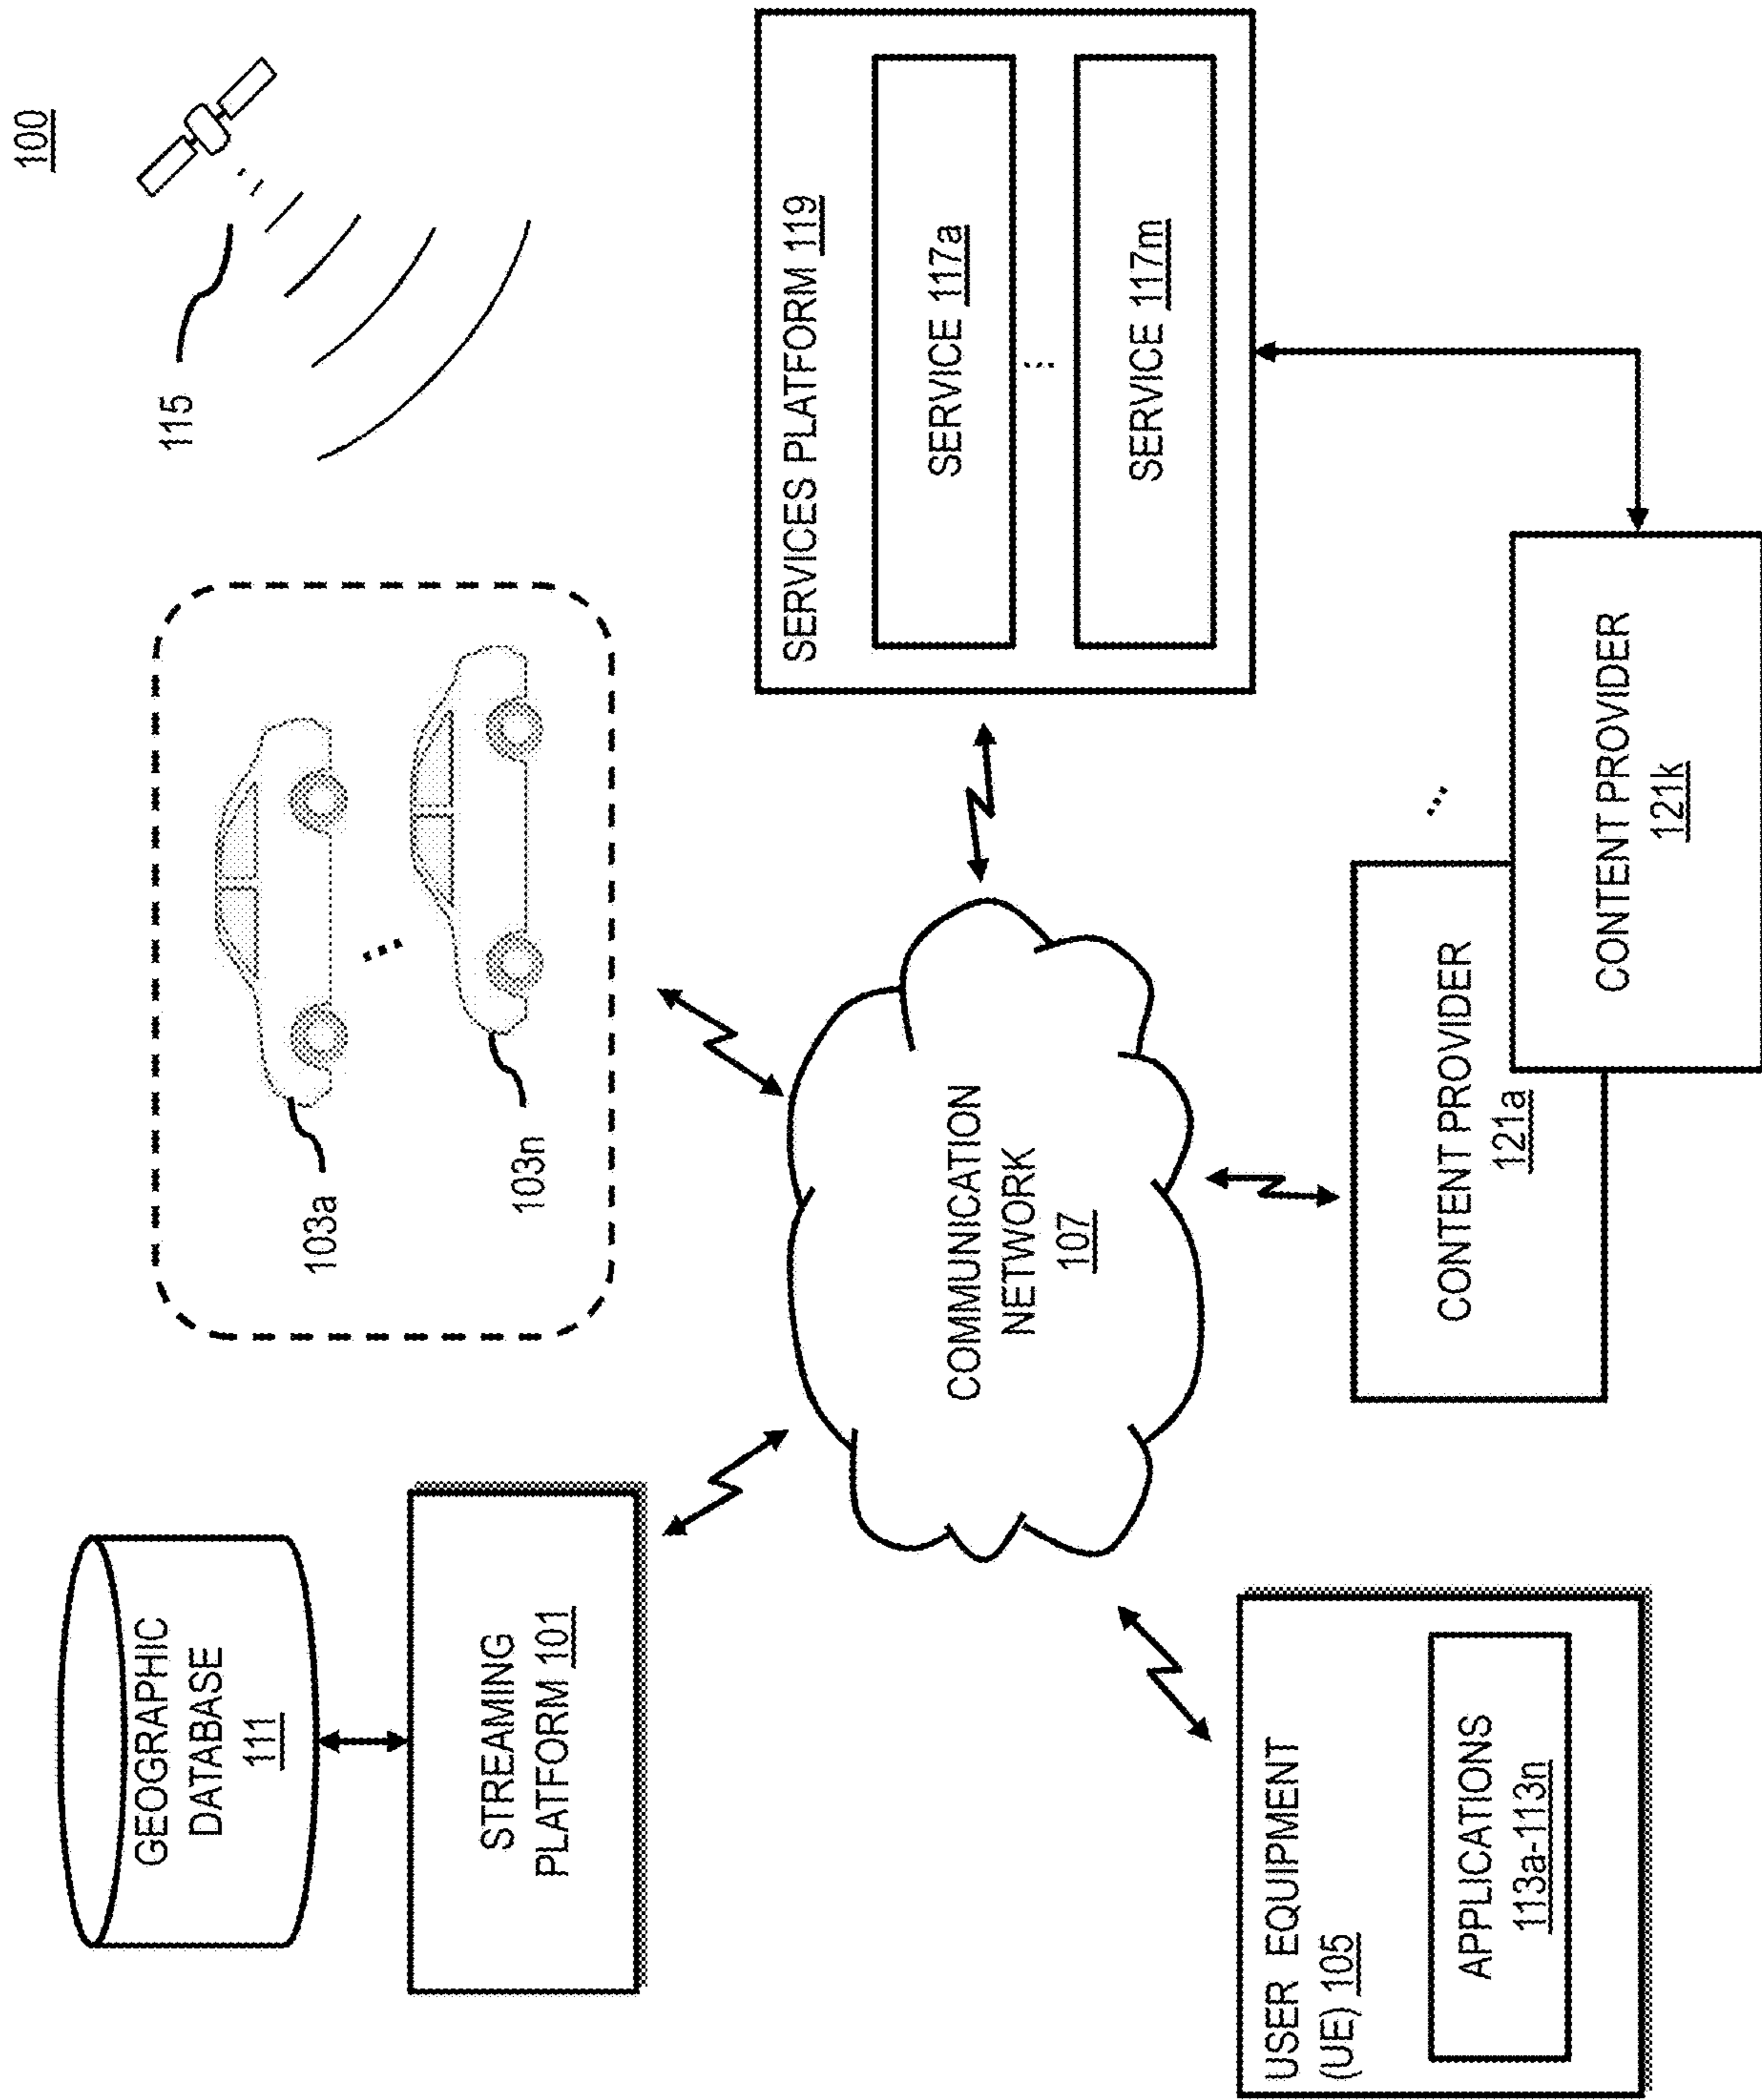 100
GEOGRAPHIC
DATABASE
111
STREAMING
PLATFORM 101
103a
103n
115
COMMUNICATION
NETWORK
107
SERVICES PLATFORM 119
SERVICE 117a
...
SERVICE 117m
USER EQUIPMENT
(UE) 105
APPLICATIONS
113a-113n
CONTENT PROVIDER
121a
...
CONTENT PROVIDER
121k